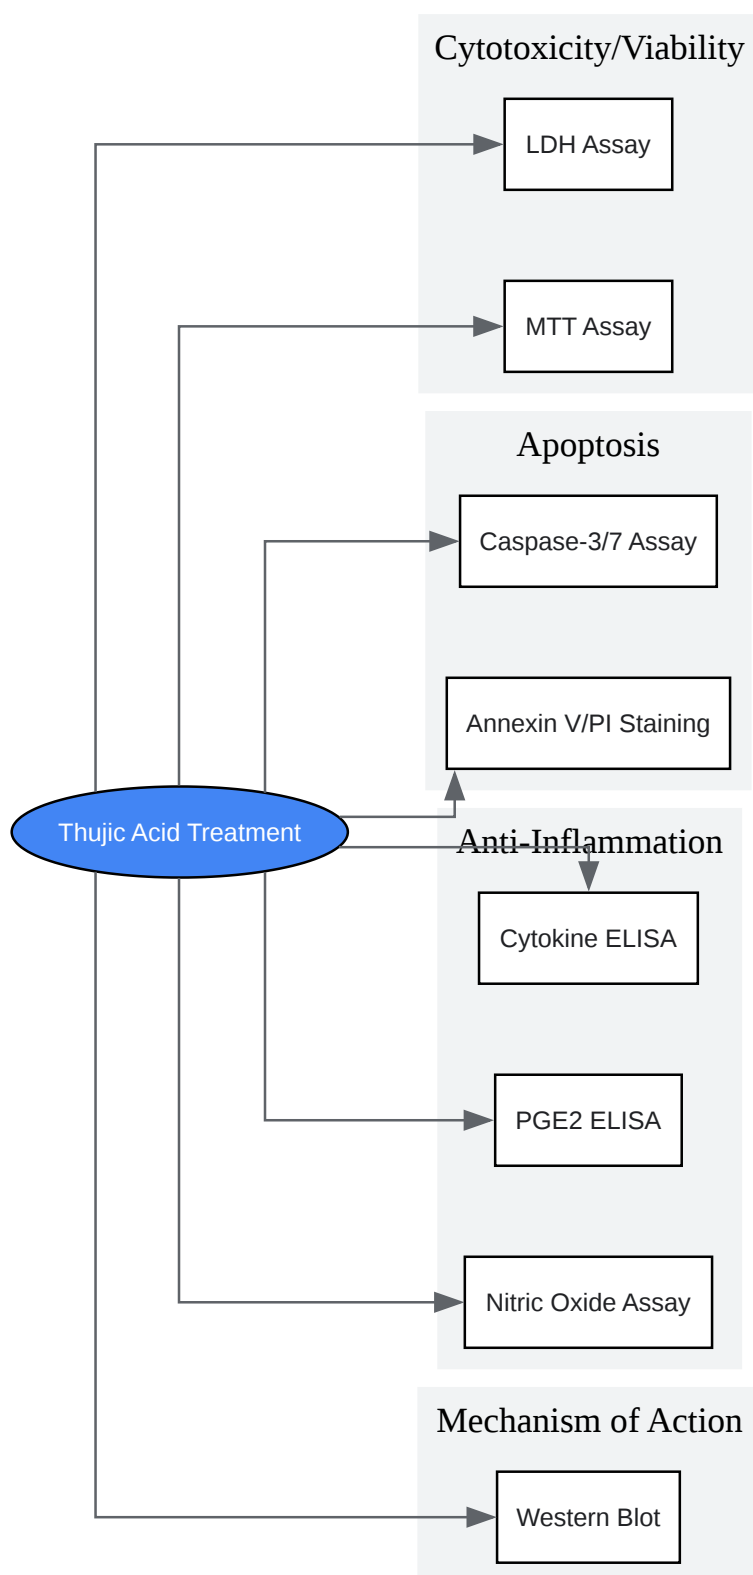 Cytotoxicity/Viability
LDH Assay
MTT Assay
Apoptosis
Caspase-3/7 Assay
Annexin V/PI Staining
Thujic Acid Treatment
Anti-Inflammation
Cytokine ELISA
PGE2 ELISA
Nitric Oxide Assay
Mechanism of Action
Western Blot